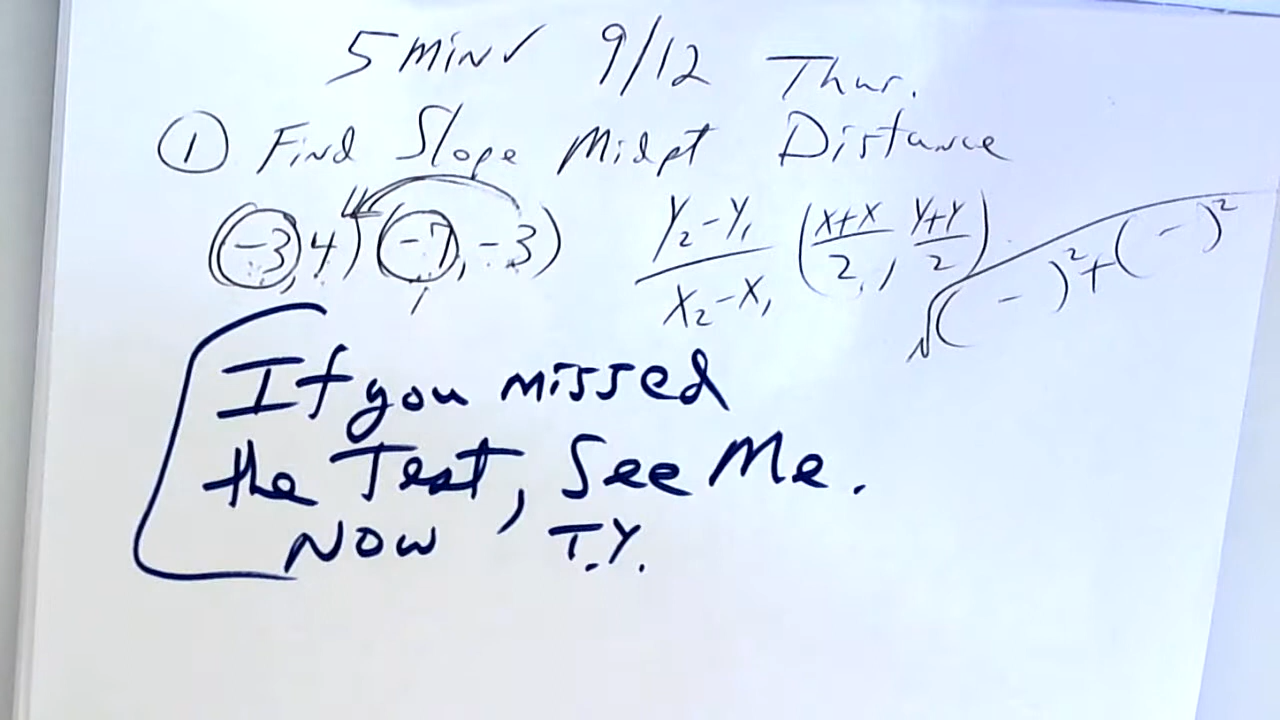 5 min ✓ 9/12 Thur.
① Find Slope Midpt Distance
(-3, 4) (-7, -3) Y₂-Y₁/X₂-X₁ (X+X/2, Y+Y/2) √( - )²+( - )²
If you missed
the Test, See Me.
NOW T.Y.